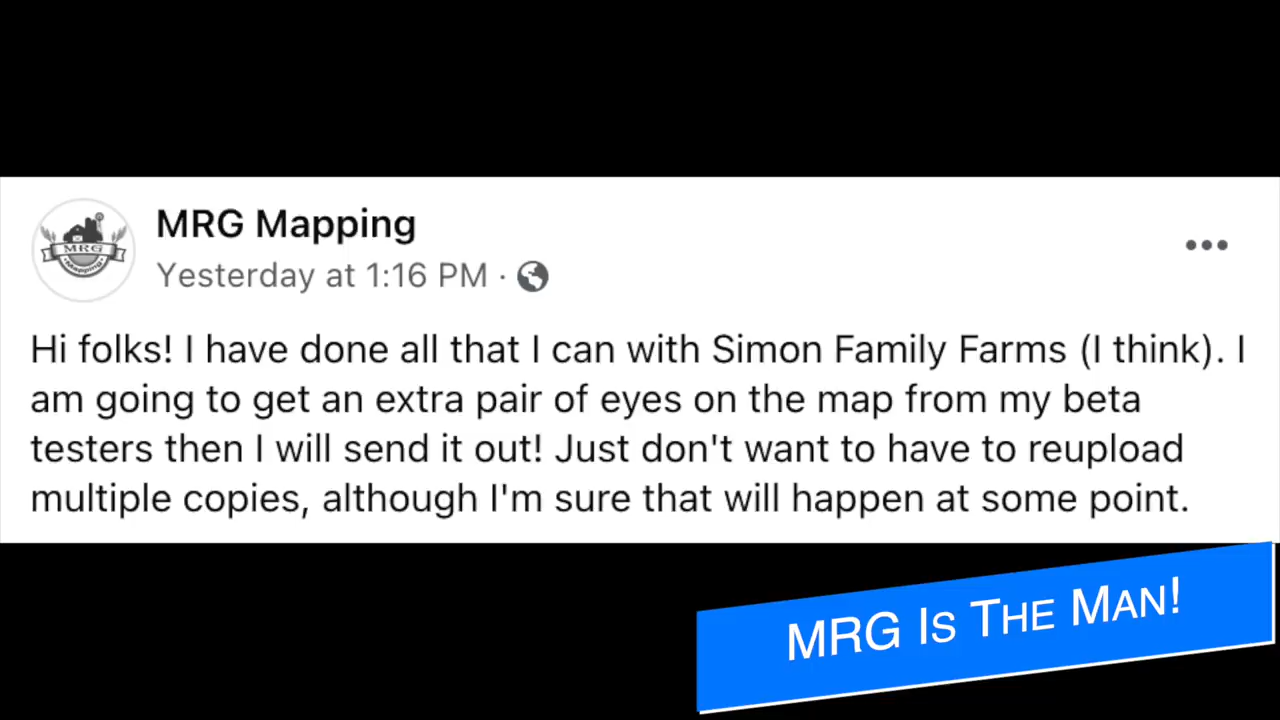 MRG Mapping
Yesterday at 1:16 PM ·
Hi folks! I have done all that I can with Simon Family Farms (I think). I
am going to get an extra pair of eyes on the map from my beta
testers then I will send it out! Just don't want to have to reupload
multiple copies, although I'm sure that will happen at some point.
MRG
Mapping
MRG Is The Man!